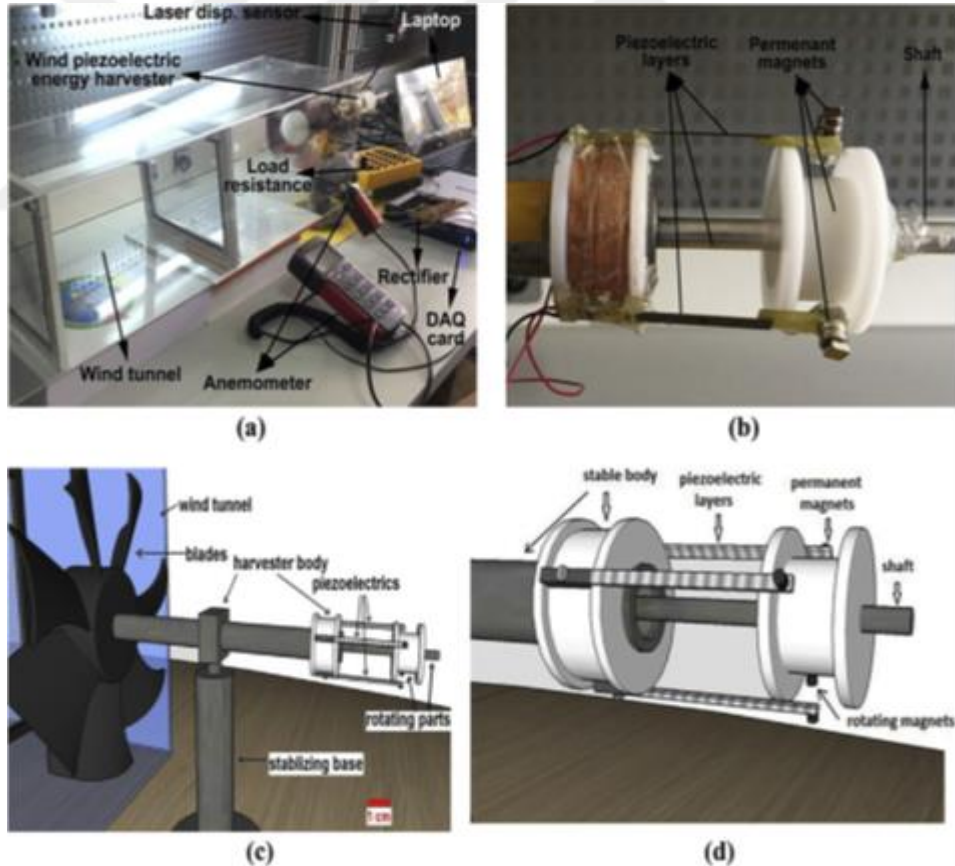 Laser disp. sensor
Laptop
Wind piezoelectric
energy harvester
Load
resistance
Rectifier
DAQ
card
Wind tunnel
Anemometer
(a)
Piezoelectric
layers
Permenant
magnets
Shaft
(b)
wind tunnel
blades
harvester body
piezoelectrics
rotating parts
stablizing base
1 cm
(c)
stable body
piezoelectric
layers
permanent
magnets
shaft
rotating magnets
(d)